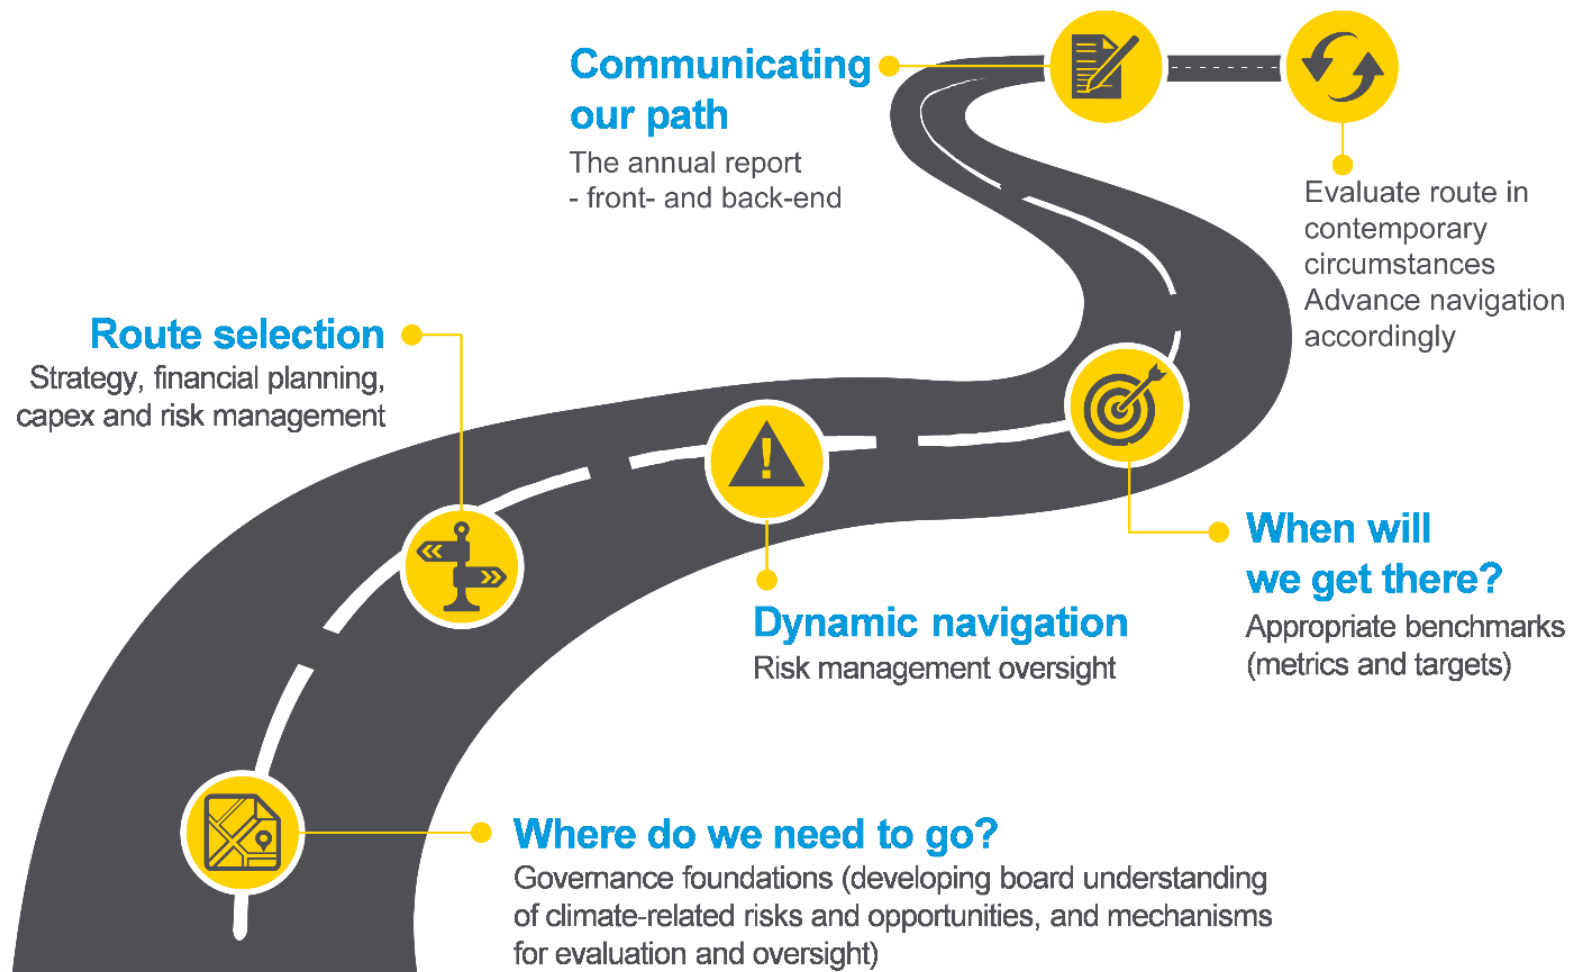 Communicating
our path
The annual report
- front- and back-end
Evaluate route in
contemporary
circumstances
Advance navigation
accordingly
Route selection
Strategy, financial planning,
capex and risk management
When will
we get there?
Appropriate benchmarks
(metrics and targets)
Dynamic navigation
Risk management oversight
Where do we need to go?
Governance foundations (developing board understanding
of climate-related risks and opportunities, and mechanisms
for evaluation and oversight)